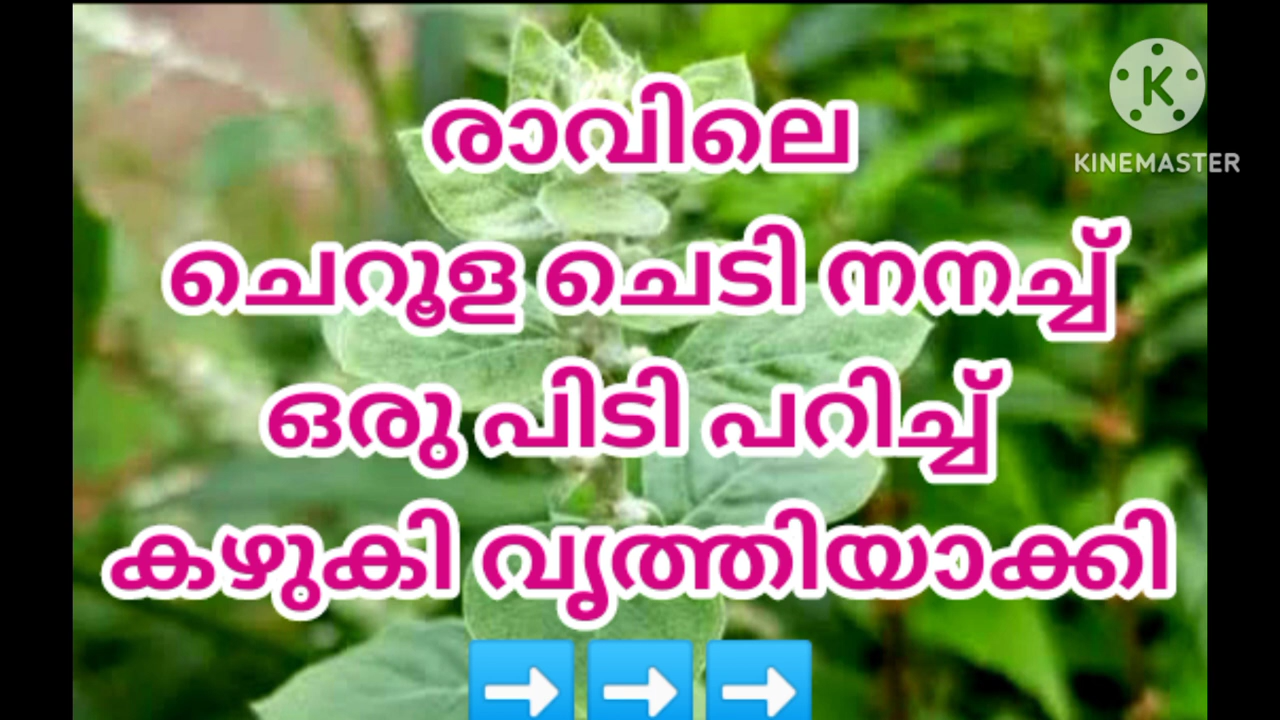 രാവിലെ
ചെറൂള ചെടി നനച്ച്
ഒരു പിടി പറിച്ച്
കഴുകി വൃത്തിയാക്കി
K
KINEMASTER